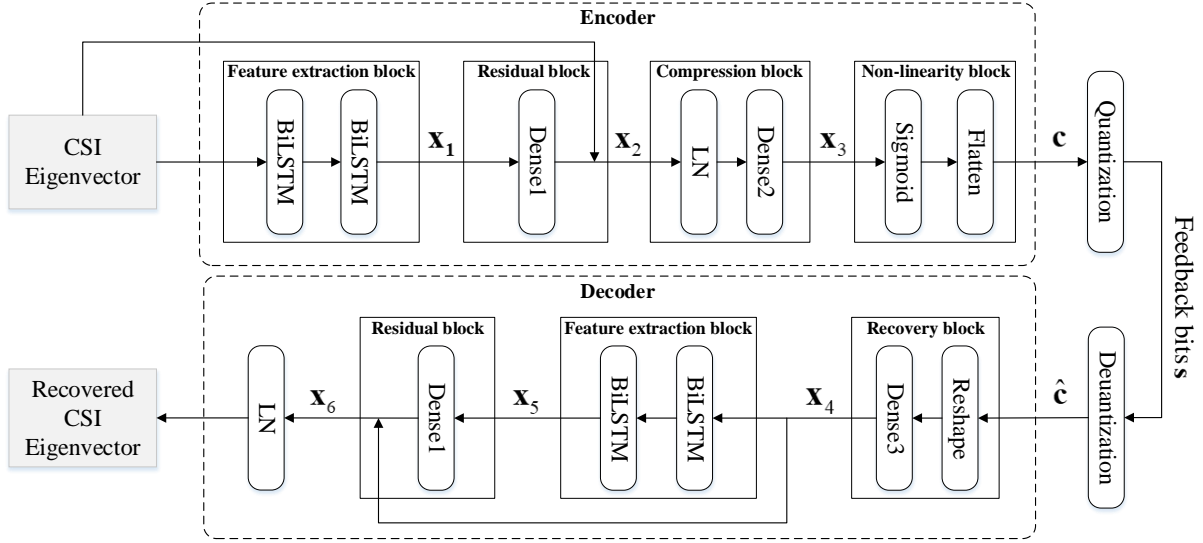 Encoder
Feature extraction block
Residual block
Compression block
Non-linearity block
CSI
Eigenvector
BiLSTM
BiLSTM
x₁
Dense1
x₂
LN
Dense2
x₃
Sigmoid
Flatten
c
Quantization
Feedback bits s
Decoder
Residual block
Feature extraction block
Recovery block
Recovered
CSI
Eigenvector
LN
x₆
Dense1
x₅
BiLSTM
BiLSTM
x₄
Dense3
Reshape
ĉ
Deuantization